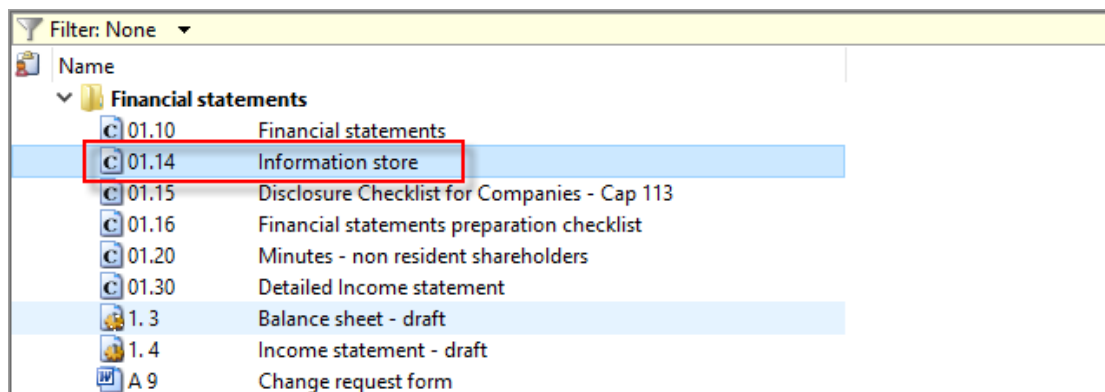 Filter: None
Name
Financial statements
01.10 Financial statements
01.14 Information store
01.15 Disclosure Checklist for Companies - Cap 113
01.16 Financial statements preparation checklist
01.20 Minutes - non resident shareholders
01.30 Detailed Income statement
1. 3 Balance sheet - draft
1. 4 Income statement - draft
A 9 Change request form